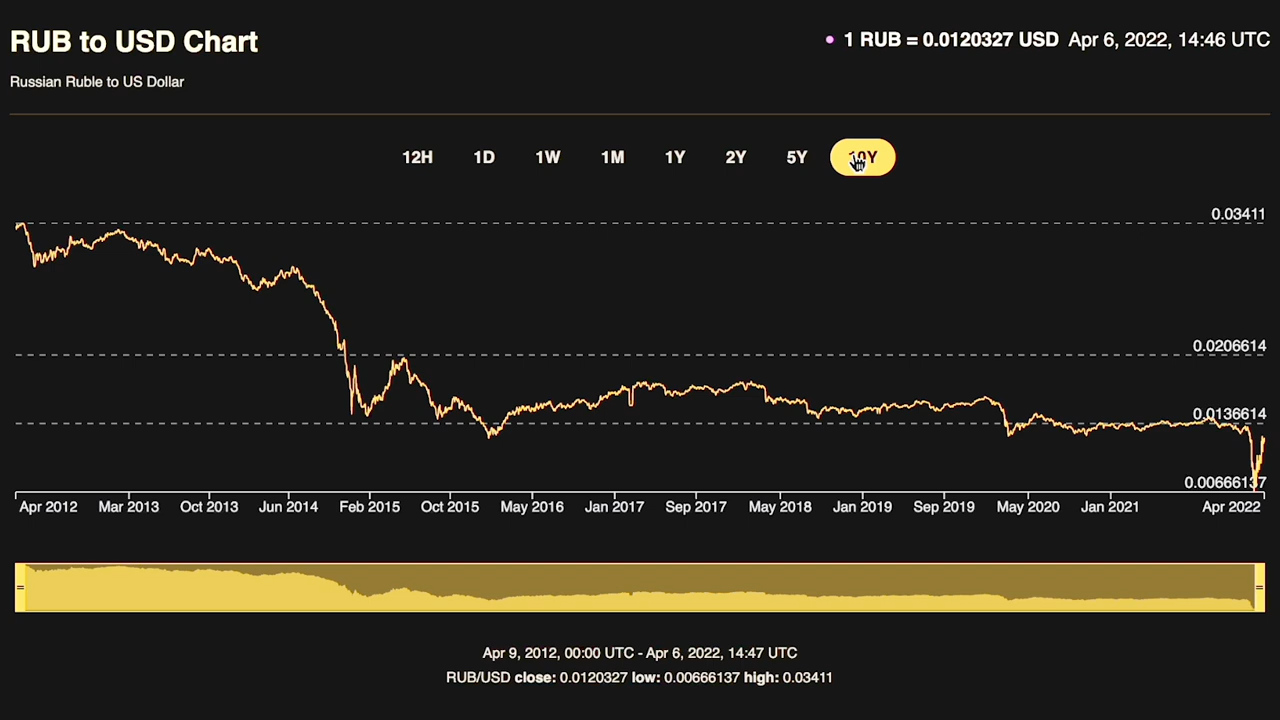 RUB to USD Chart
1 RUB = 0.0120327 USD Apr 6, 2022, 14:46 UTC
Russian Ruble to US Dollar
12H 1D 1W 1M 1Y 2Y 5Y 10Y
0.03411
0.0206614
0.0136614
0.00666137
Apr 2012 Mar 2013 Oct 2013 Jun 2014 Feb 2015 Oct 2015 May 2016 Jan 2017 Sep 2017 May 2018 Jan 2019 Sep 2019 May 2020 Jan 2021 Apr 2022
Apr 9, 2012, 00:00 UTC - Apr 6, 2022, 14:47 UTC
RUB/USD close: 0.0120327 low: 0.00666137 high: 0.03411